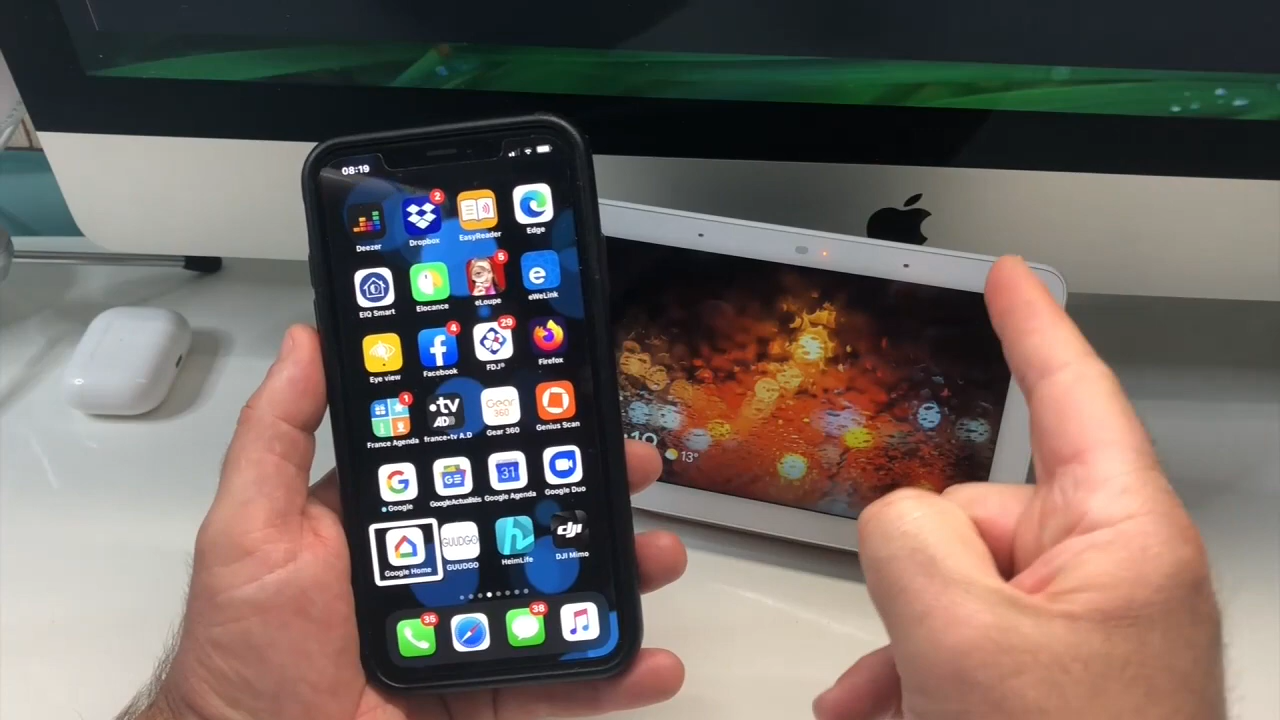 08:19
2
Deezer Dropbox EasyReader Edge
5
EIQ Smart Elocance eLoupe eWeLink
4 29
Eye view Facebook FDJ® Firefox
1 •tv AD Gear 360
France Agenda france•tv A.D Gear 360 Genius Scan
31
Google GoogleActualités Google Agenda Google Duo
GUUDGO dji
Google Home GUUDGO HeimLife DJI Mimo
35 38
:19
13°